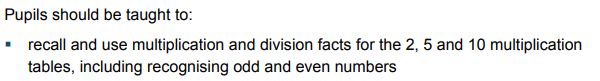 Pupils should be taught to:
▪ recall and use multiplication and division facts for the 2, 5 and 10 multiplication
tables, including recognising odd and even numbers